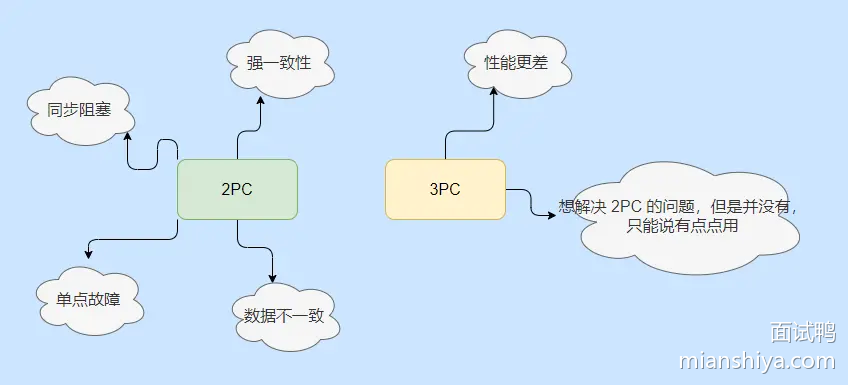 强一致性
性能更差
同步阻塞
2PC
3PC
想解决 2PC 的问题，但是并没有，
只能说有点点用
单点故障
数据不一致
面试鸭
mianshiya.com